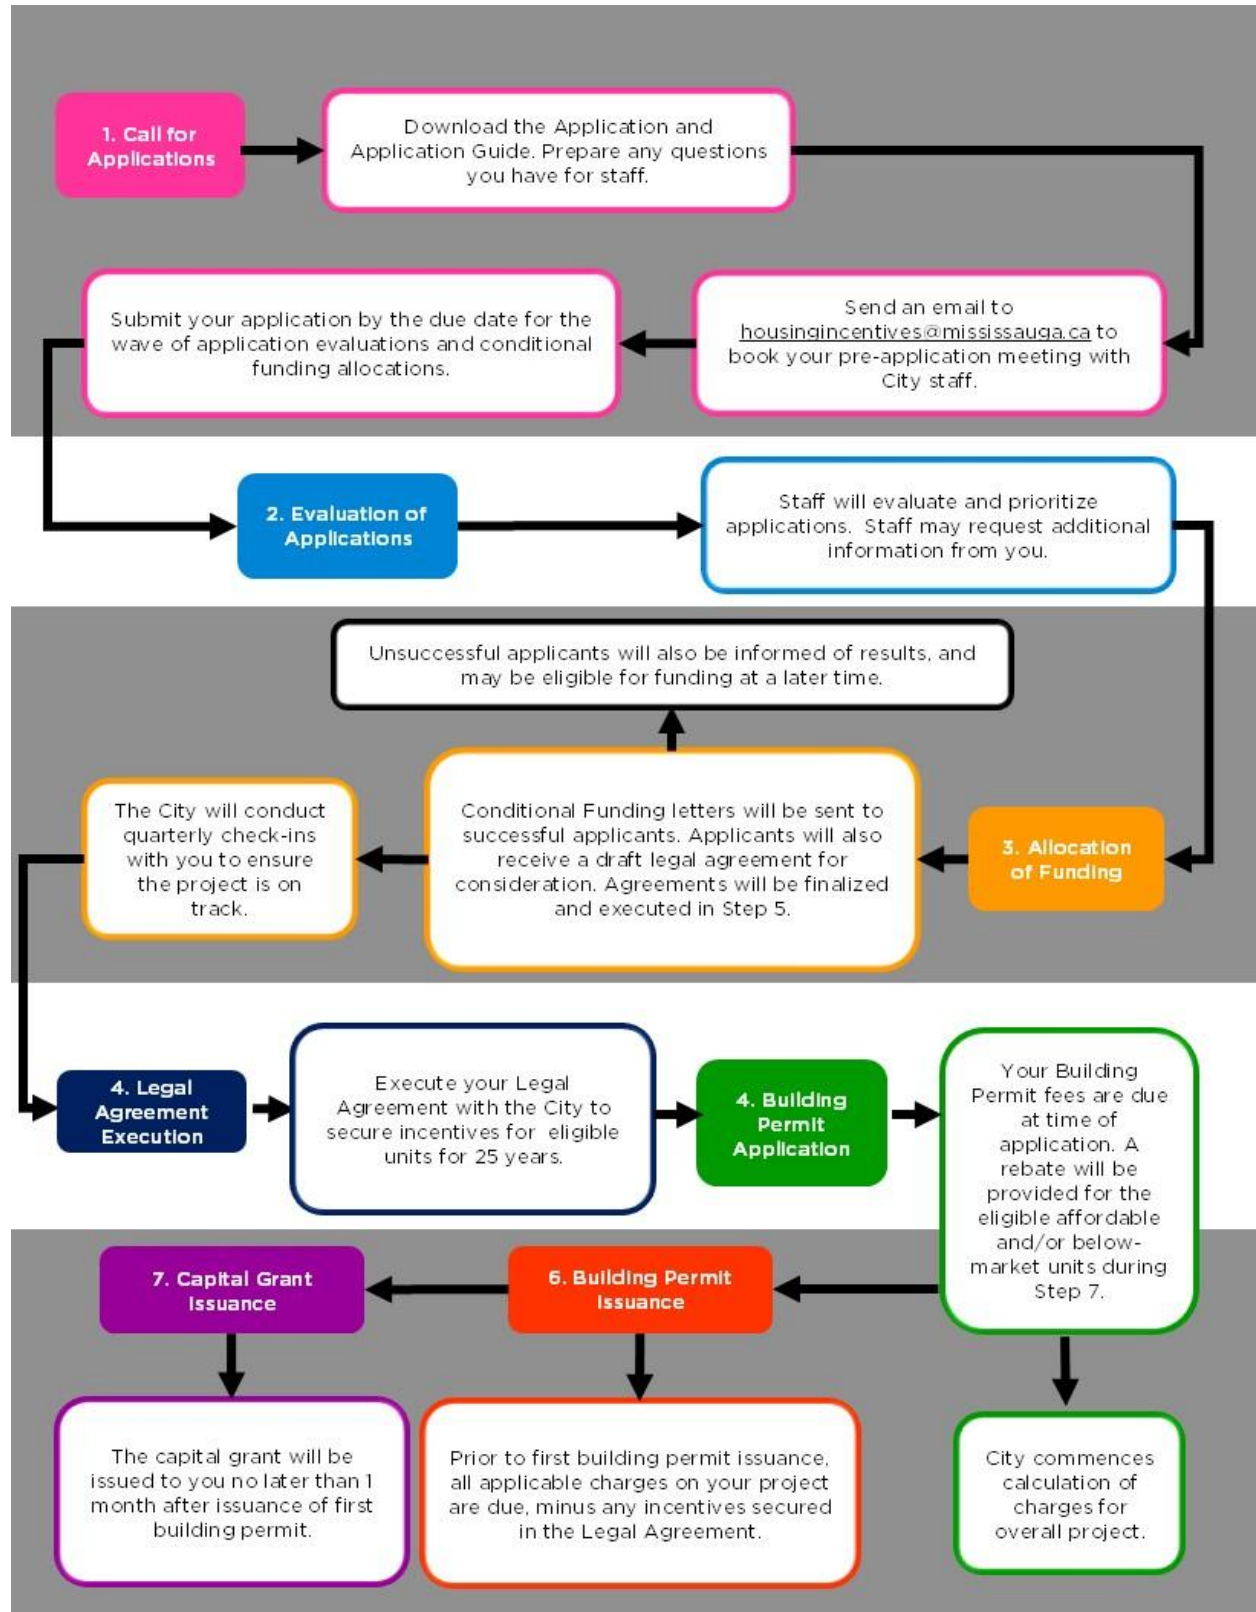 1. Call for
Applications
Download the Application and
Application Guide. Prepare any questions
you have for staff.
Send an email to
housingincentives@mississauga.ca to
book your pre-application meeting with
City staff.
Submit your application by the due date for the
wave of application evaluations and conditional
funding allocations.
2. Evaluation of
Applications
Staff will evaluate and prioritize
applications. Staff may request additional
information from you.
3. Allocation
of Funding
Conditional Funding letters will be sent to
successful applicants. Applicants will also
receive a draft legal agreement for
consideration. Agreements will be finalized
and executed in Step 5.
Unsuccessful applicants will also be informed of results, and
may be eligible for funding at a later time.
The City will conduct
quarterly check-ins
with you to ensure
the project is on
track.
4. Legal
Agreement
Execution
Execute your Legal
Agreement with the City to
secure incentives for eligible
units for 25 years.
4. Building
Permit
Application
Your Building
Permit fees are due
at time of
application. A
rebate will be
provided for the
eligible affordable
and/or below-
market units during
Step 7.
City commences
calculation of
charges for
overall project.
6. Building Permit
Issuance
Prior to first building permit issuance,
all applicable charges on your project
are due, minus any incentives secured
in the Legal Agreement.
7. Capital Grant
Issuance
The capital grant will be
issued to you no later than 1
month after issuance of first
building permit.